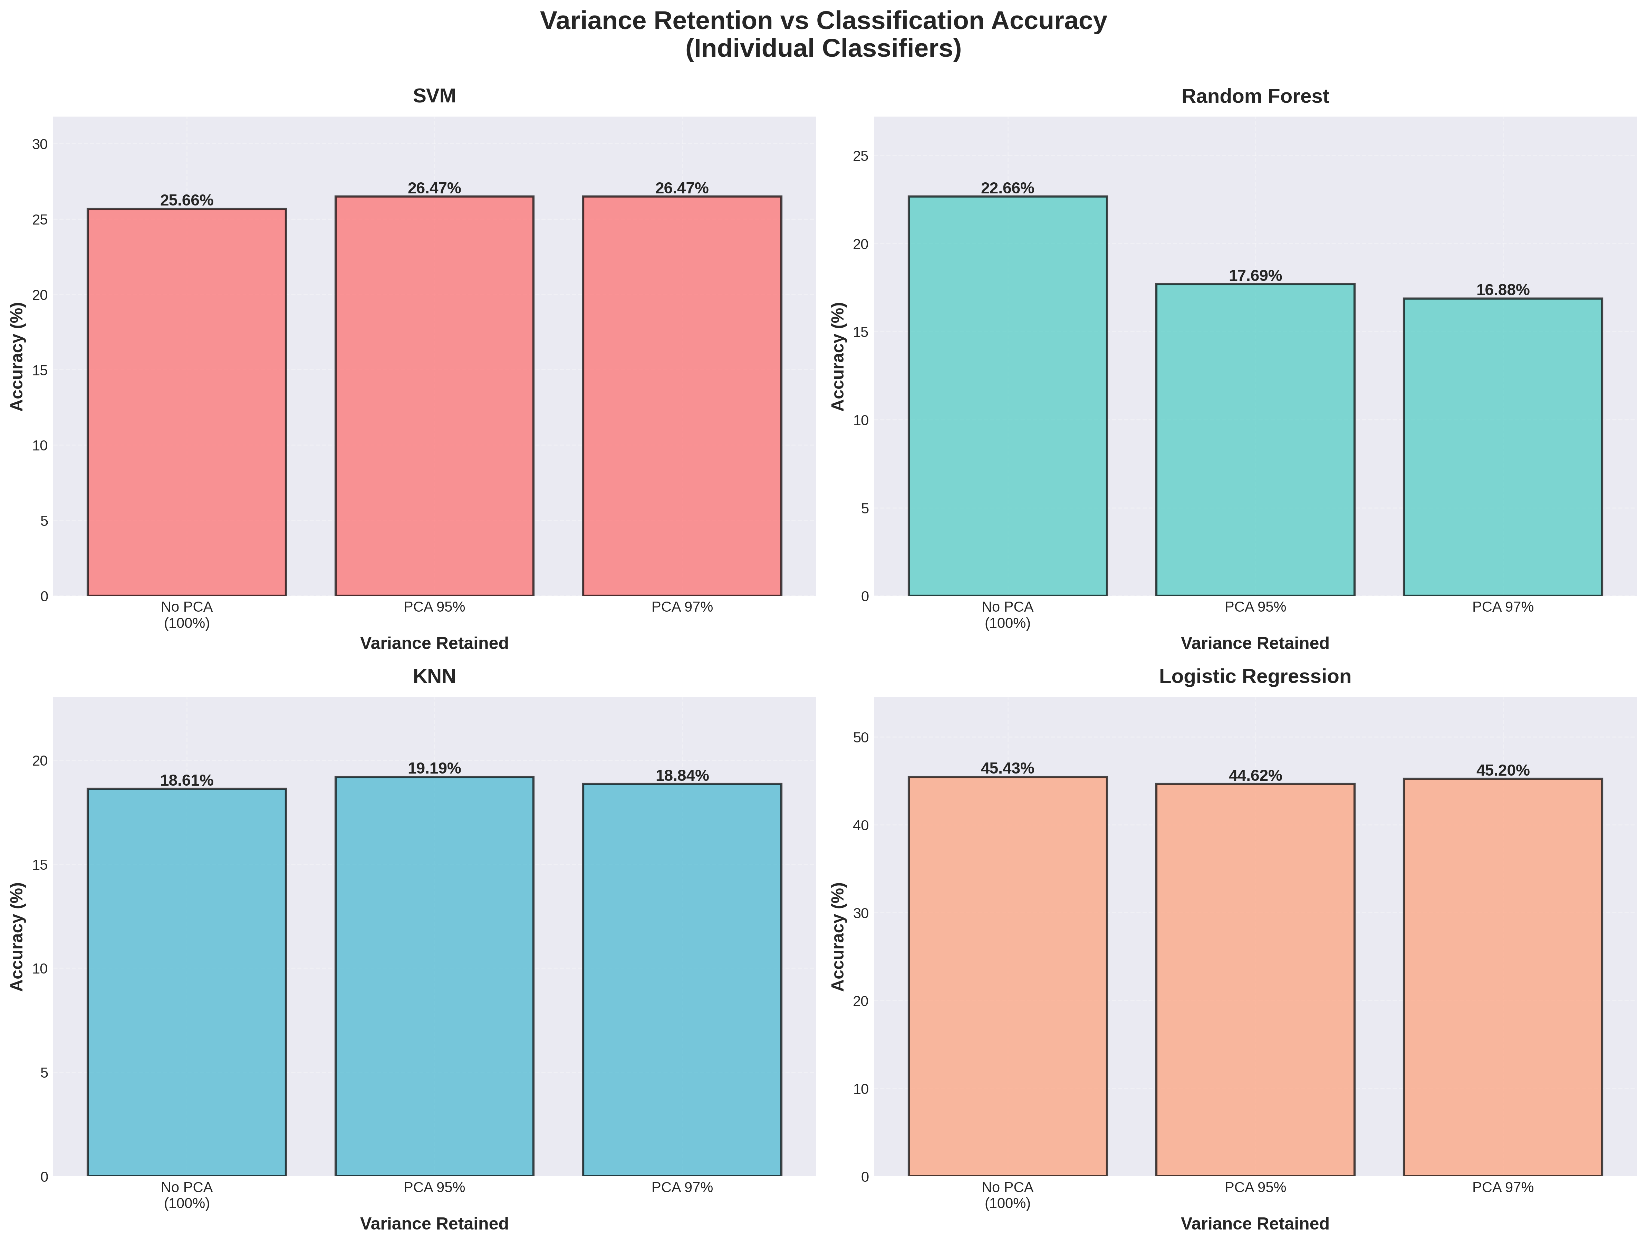 Variance Retention vs Classification Accuracy
(Individual Classifiers)
SVM
Accuracy (%)
30
25
20
15
10
5
0
25.66%
26.47%
26.47%
No PCA
(100%)
PCA 95%
PCA 97%
Variance Retained
Random Forest
Accuracy (%)
25
20
15
10
5
0
22.66%
17.69%
16.88%
No PCA
(100%)
PCA 95%
PCA 97%
Variance Retained
KNN
Accuracy (%)
20
15
10
5
0
18.61%
19.19%
18.84%
No PCA
(100%)
PCA 95%
PCA 97%
Variance Retained
Logistic Regression
Accuracy (%)
50
40
30
20
10
0
45.43%
44.62%
45.20%
No PCA
(100%)
PCA 95%
PCA 97%
Variance Retained